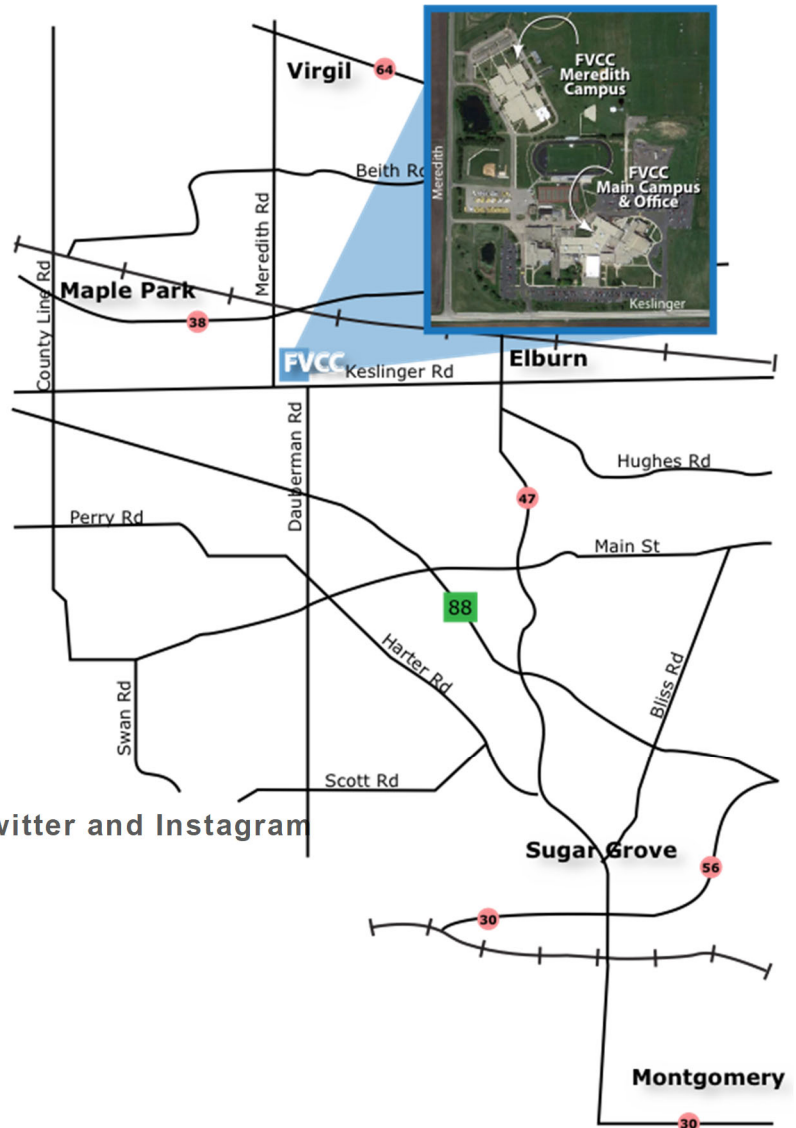 Virgil
64
FVCC
Meredith
Campus
FVCC
Main Campus
& Office
Meredith
Keslinger
Beith Rd
Meredith Rd
County Line Rd
Maple Park
38
FVCC
Keslinger Rd
Elburn
Dauberman Rd
Hughes Rd
47
Perry Rd
Main St
88
Harter Rd
Bliss Rd
Swan Rd
Scott Rd
witter and Instagram
Sugar Grove
56
30
Montgomery
30